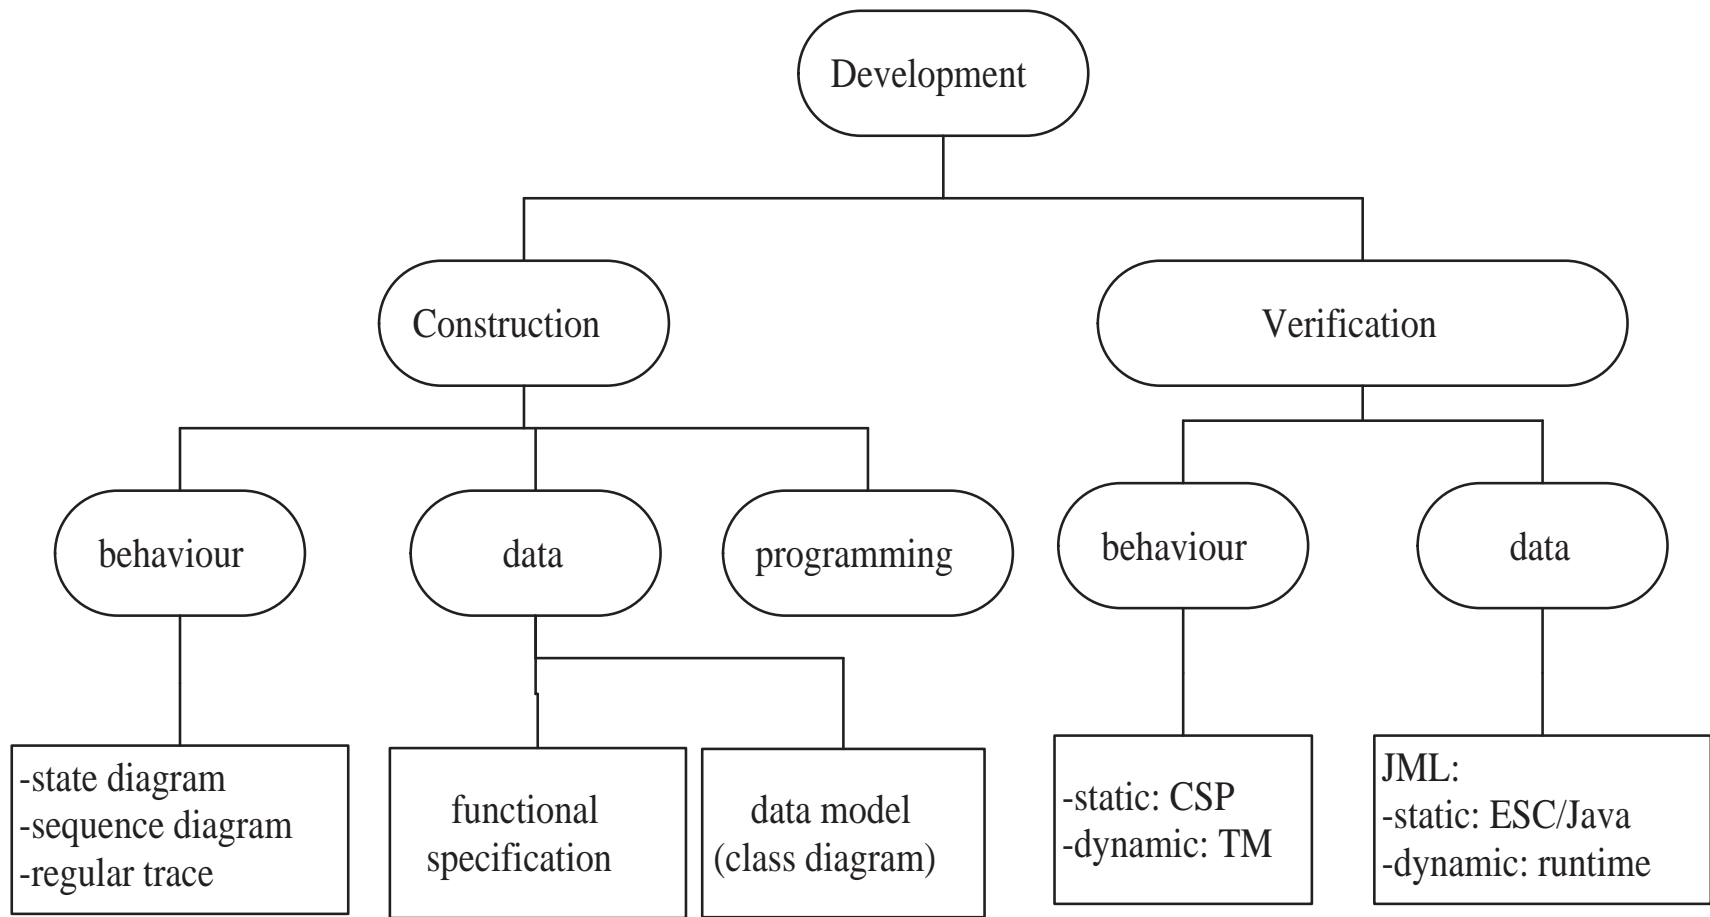 Development
Construction
Verification
behaviour
data
programming
behaviour
data
-state diagram
-sequence diagram
-regular trace
functional
specification
data model
(class diagram)
-static: CSP
-dynamic: TM
JML:
-static: ESC/Java
-dynamic: runtime